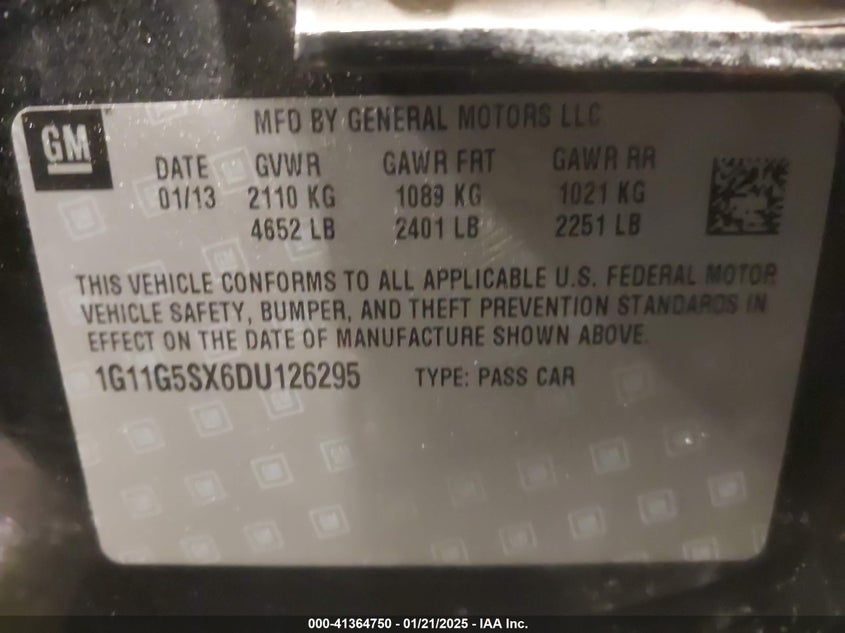 GM
MFD BY GENERAL MOTORS LLC
DATE GVWR GAWR FRT GAWR RR
01/13 2110 KG 1089 KG 1021 KG
4652 LB 2401 LB 2251 LB
THIS VEHICLE CONFORMS TO ALL APPLICABLE U.S. FEDERAL MOTOR
VEHICLE SAFETY, BUMPER, AND THEFT PREVENTION STANDARDS IN
EFFECT ON THE DATE OF MANUFACTURE SHOWN ABOVE.
1G11G5SX6DU126295 TYPE: PASS CAR
000-41364750 - 01/21/2025 - IAA Inc.